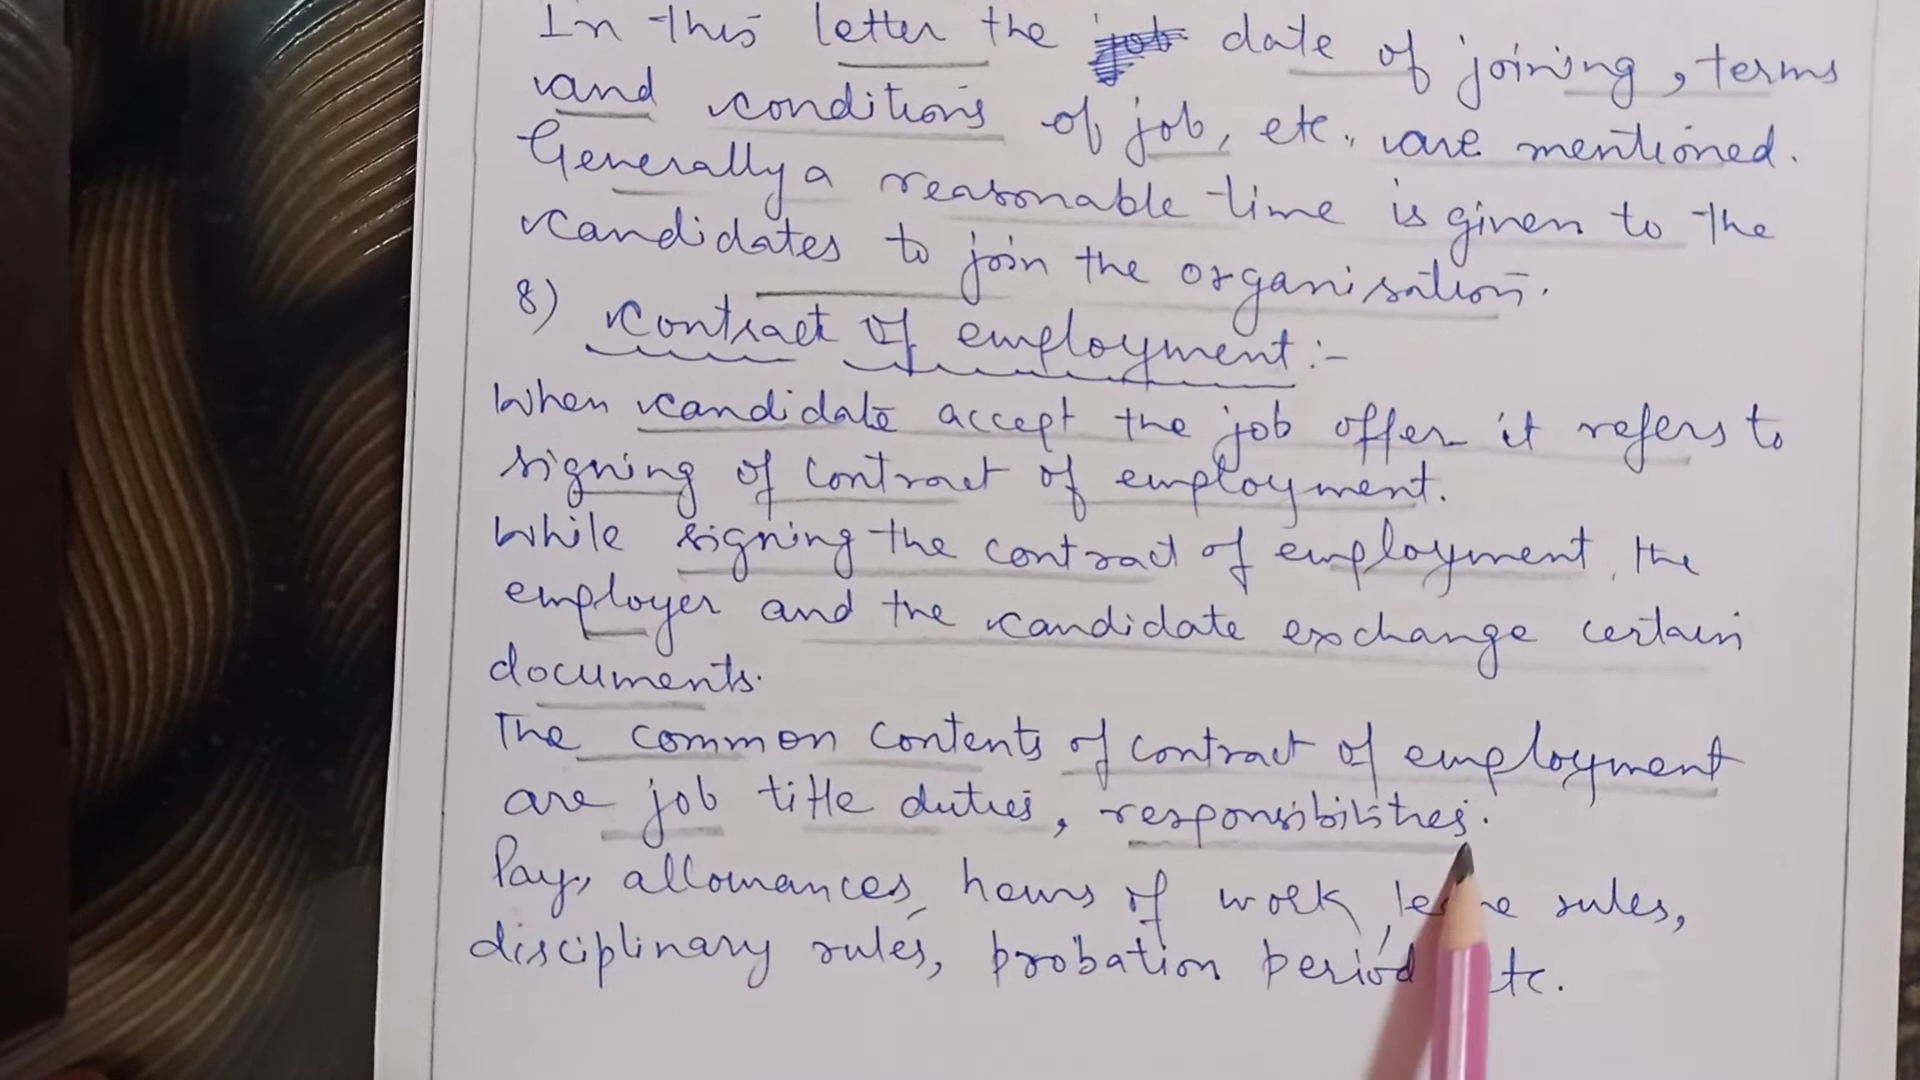 In this letter the job date of joining, terms
and conditions of job, etc., are mentioned.
Generally a reasonable time is given to the
candidates to join the organisation.
8) Contract of employment :-
When candidate accept the job offer it refers to
signing of contract of employment.
While signing the contract of employment, the
employer and the candidate exchange certain
documents.
The common contents of contract of employment
are job title duties, responsibilities.
Pay, allowances, hours of work, rules,
disciplinary rules, probation period